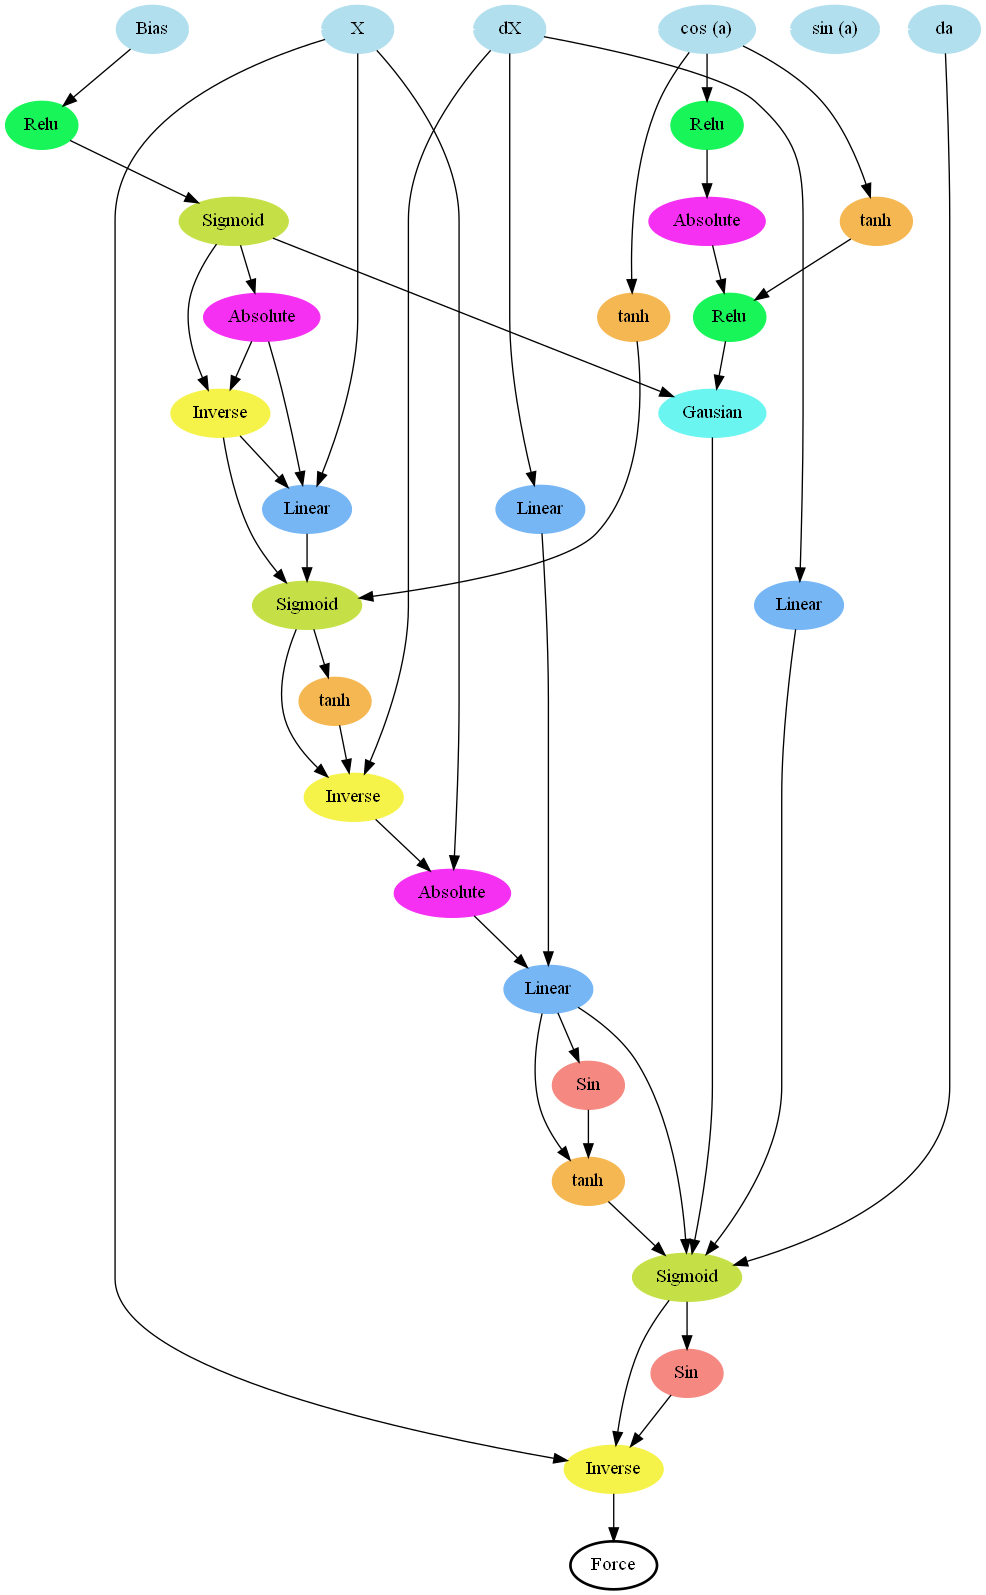 Bias
X
dX
cos (a)
sin (a)
da
Relu
Relu
Sigmoid
Absolute
tanh
Absolute
tanh
Relu
Inverse
Gausian
Linear
Linear
Sigmoid
Linear
tanh
Inverse
Absolute
Linear
Sin
tanh
Sigmoid
Sin
Inverse
Force